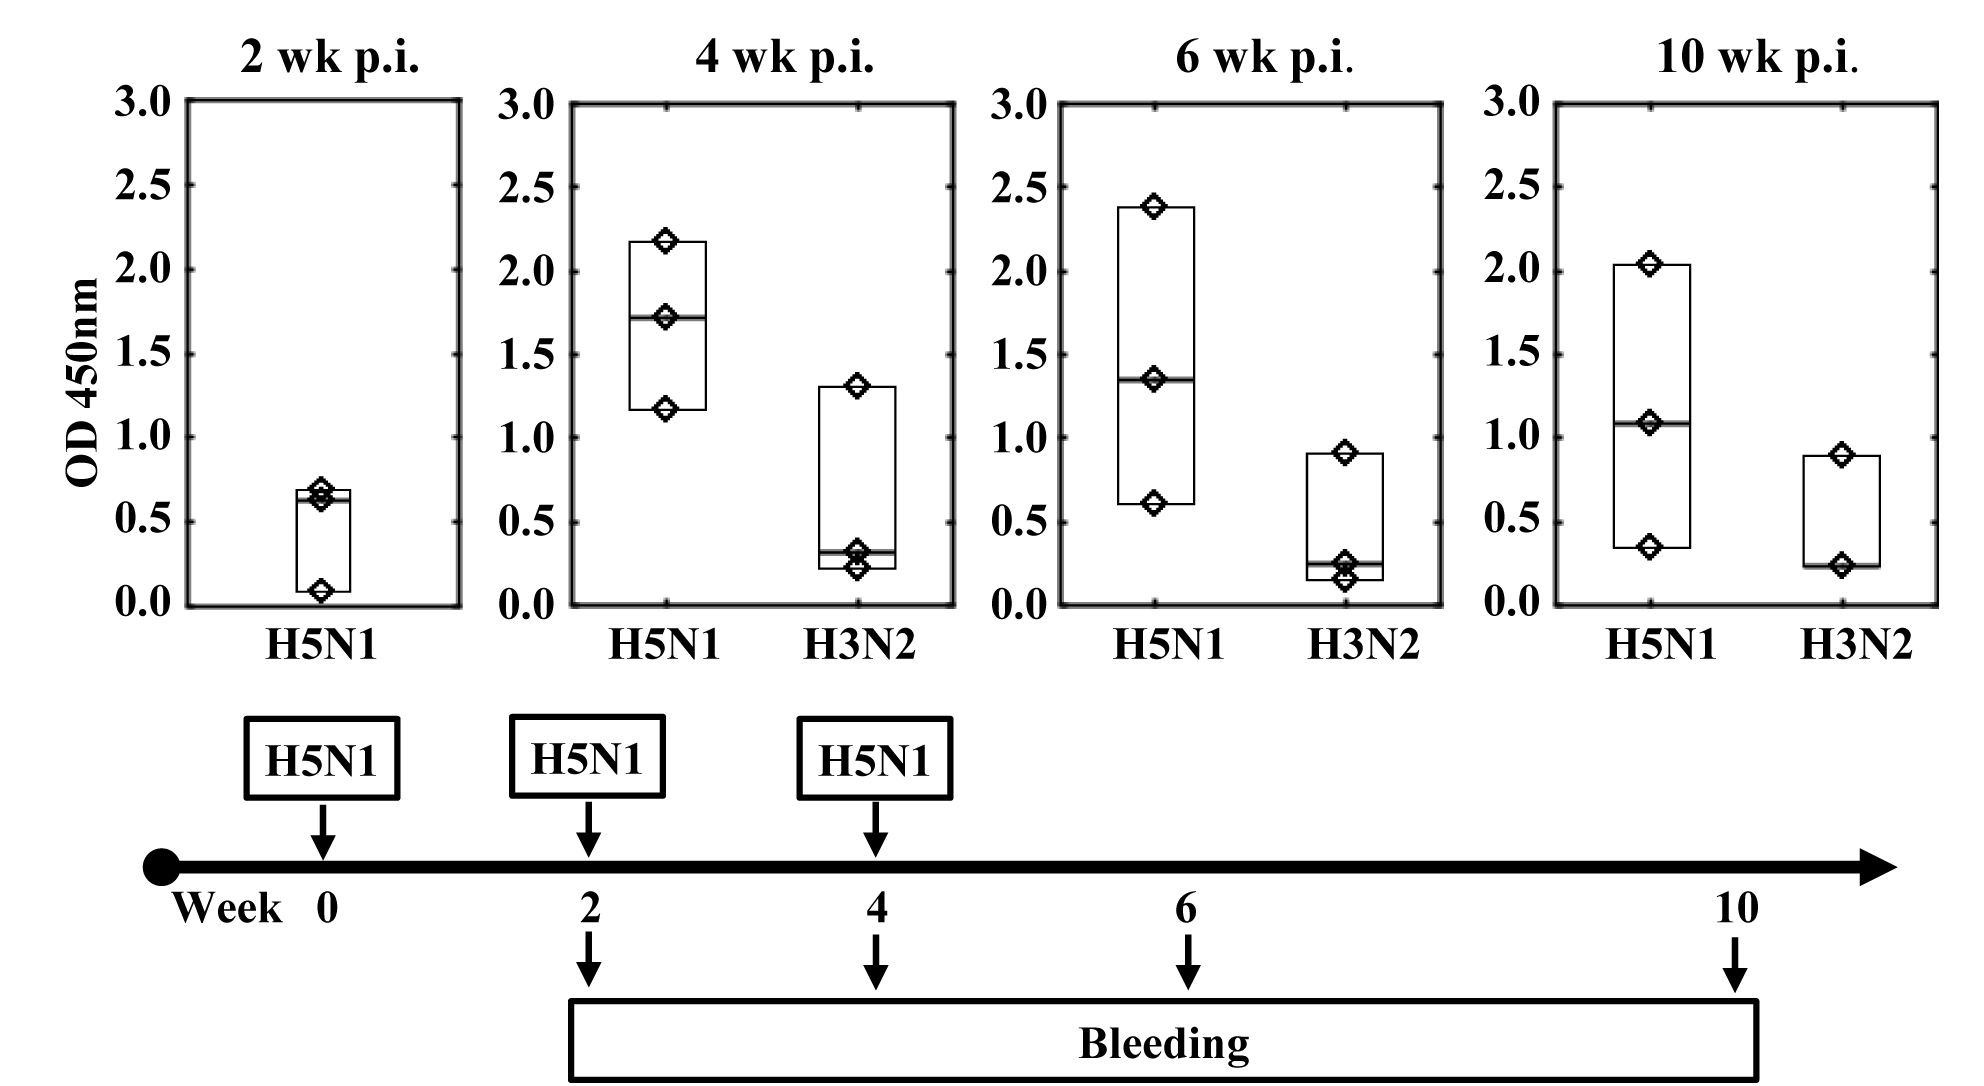 2 wk p.i. 4 wk p.i. 6 wk p.i. 10 wk p.i.
3.0 3.0 3.0 3.0
2.5 2.5 2.5 2.5
2.0 2.0 2.0 2.0
1.5 1.5 1.5 1.5
1.0 1.0 1.0 1.0
0.5 0.5 0.5 0.5
0.0 0.0 0.0 0.0
OD 450nm
H5N1 H5N1 H3N2 H5N1 H3N2 H5N1 H3N2
H5N1 H5N1 H5N1
Week 0 2 4 6 10
Bleeding